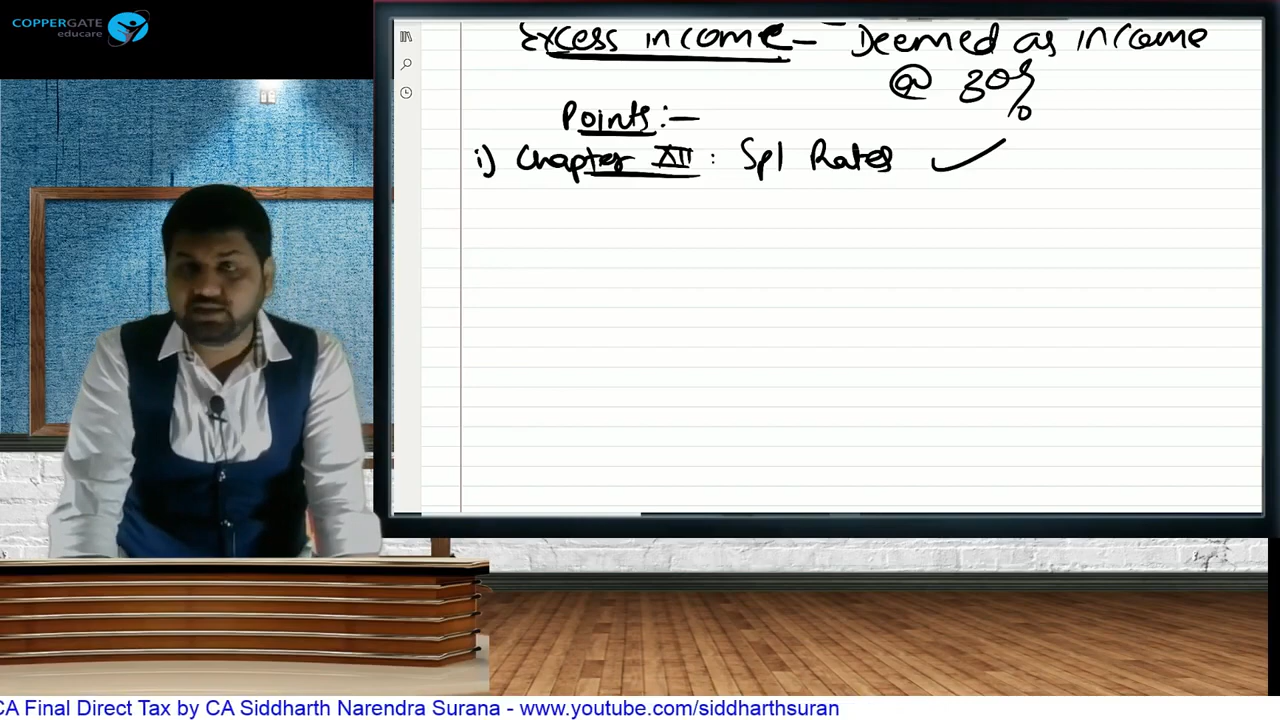 COPPERGATE
educare
Excess income – Deemed as income
@ 30%
Points :–
i) Chapter XII : Spl Rates ✓
CA Final Direct Tax by CA Siddharth Narendra Surana - www.youtube.com/siddharthsuran